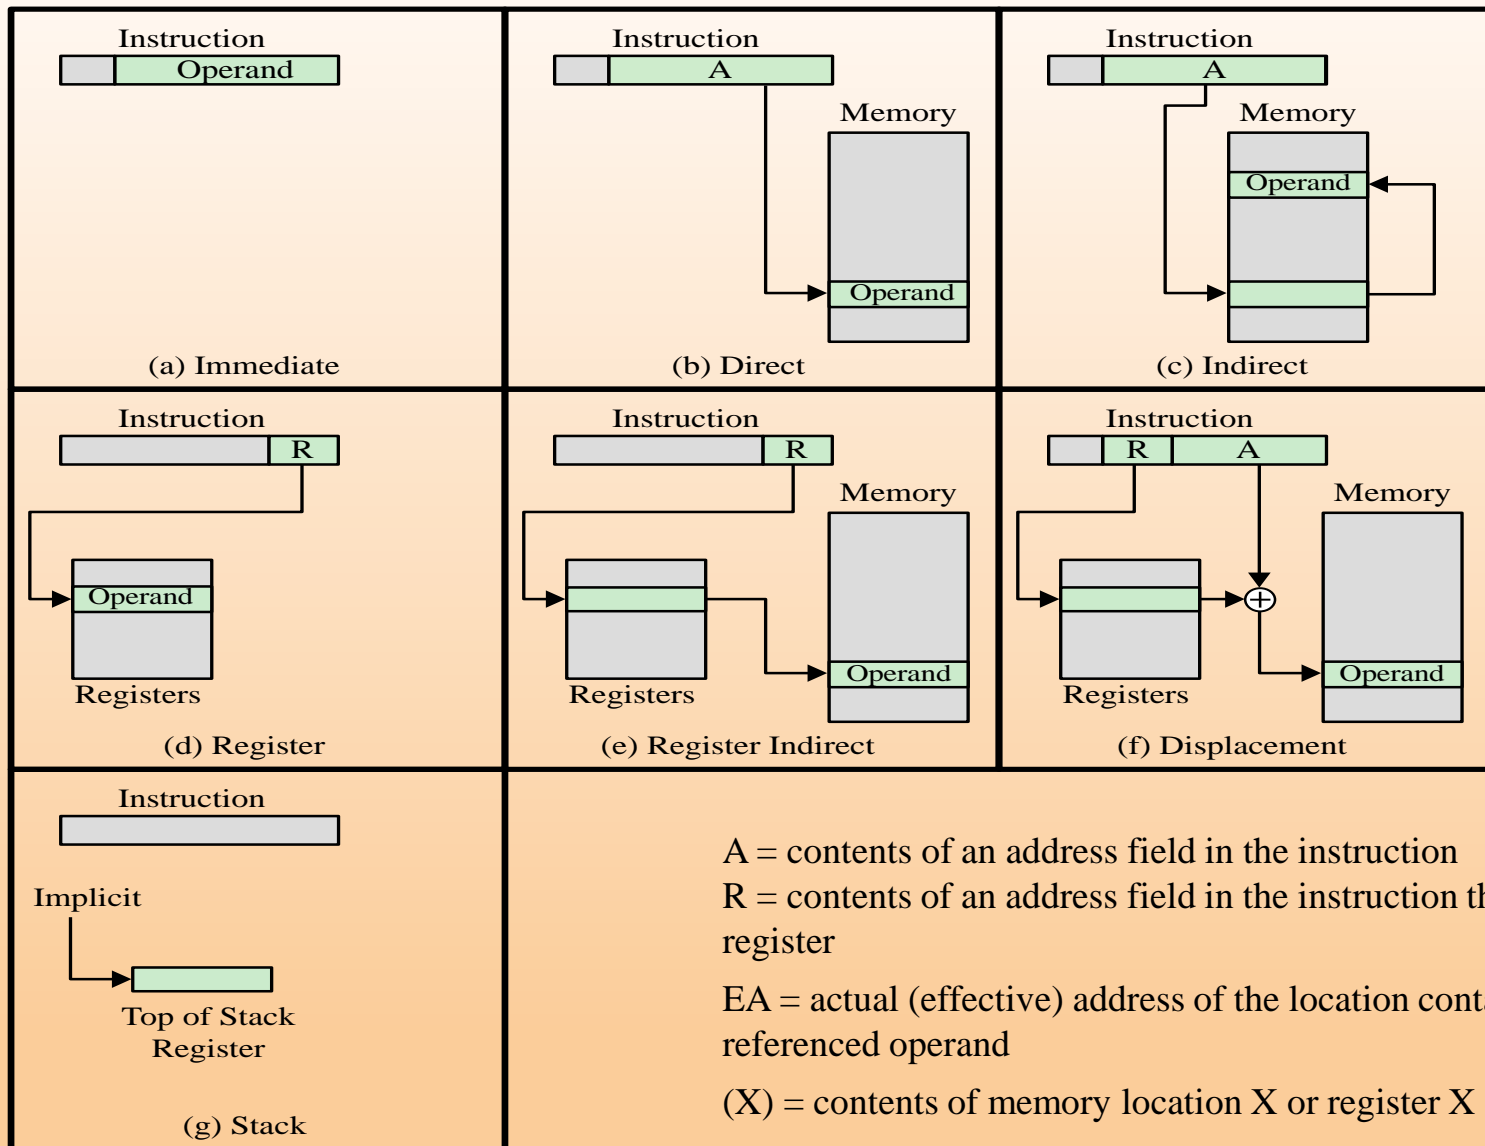 Instruction
Operand
(a) Immediate
Instruction
A
Memory
Operand
(b) Direct
Instruction
A
Memory
Operand
(c) Indirect
Instruction
R
Operand
Registers
(d) Register
Instruction
R
Memory
Operand
Registers
(e) Register Indirect
Instruction
R A
Memory
+
Operand
Registers
(f) Displacement
Instruction
Implicit
Top of Stack
Register
(g) Stack
A = contents of an address field in the instruction
R = contents of an address field in the instruction
register
EA = actual (effective) address of the location
referenced operand
(X) = contents of memory location X or register X